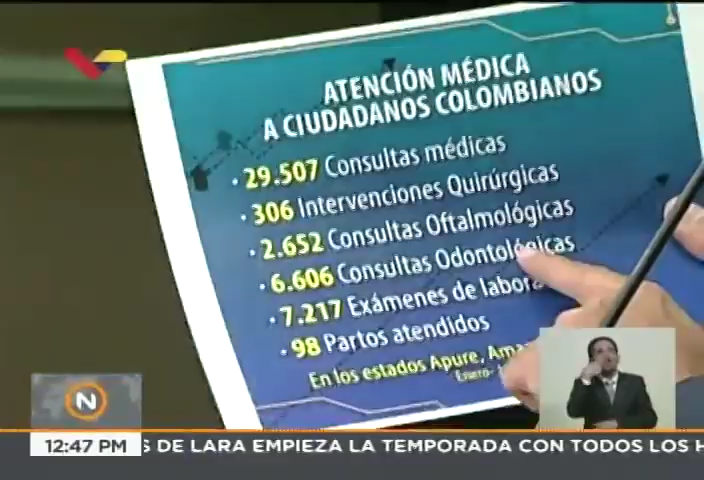 ATENCIÓN MÉDICA
A CIUDADANOS COLOMBIANOS
• 29.507 Consultas médicas
• 306 Intervenciones Quirúrgicas
• 2.652 Consultas Oftalmológicas
• 6.606 Consultas Odontológicas
• 7.217 Exámenes de labora
• 98 Partos atendidos
En los estados Apure, Ama
Enero-
N
12:47 PM
S DE LARA EMPIEZA LA TEMPORADA CON TODOS LOS H